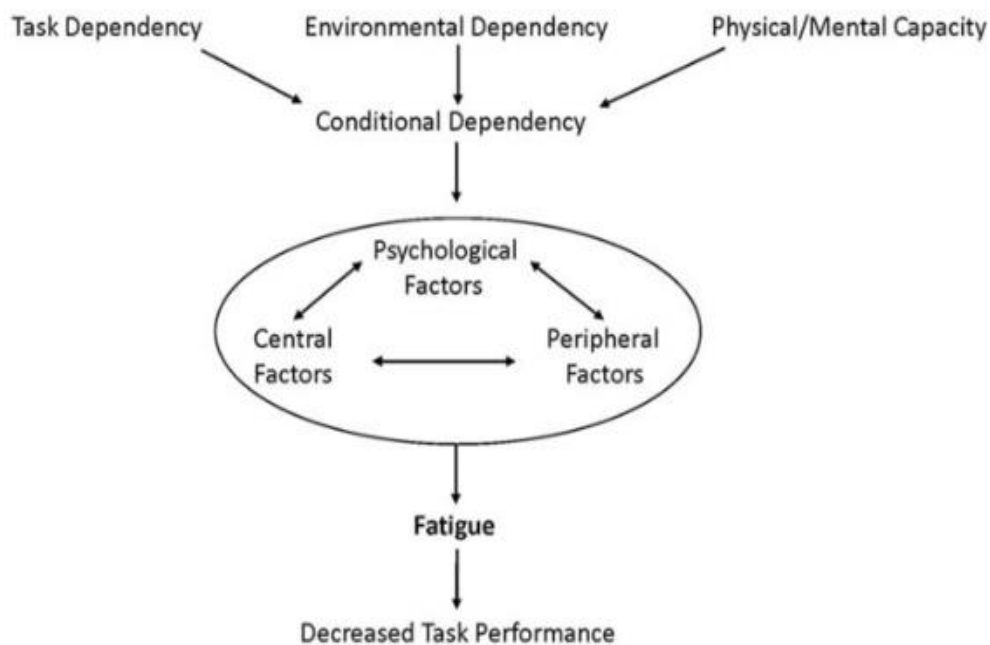 Task Dependency
Environmental Dependency
Physical/Mental Capacity
Conditional Dependency
Psychological
Factors
Central
Factors
Peripheral
Factors
Fatigue
Decreased Task Performance